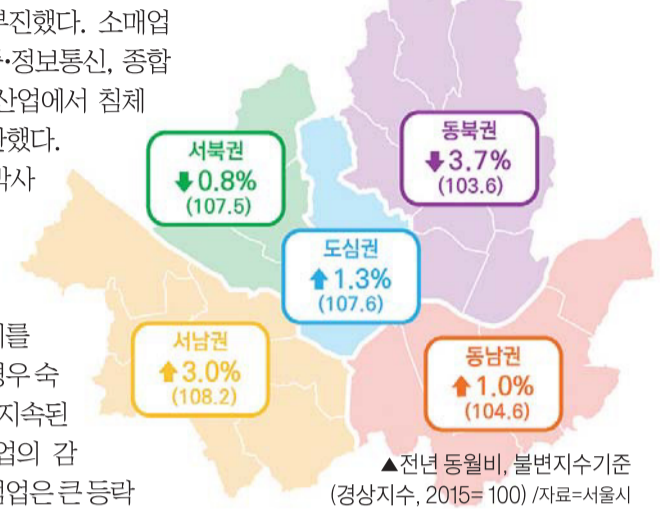 부진했다. 소매업
·정보통신, 종합
산업에서 침체
했다.
박사
를
경우 숙
지속된
업의 감
점업은 큰 등락
서북권
↓0.8%
(107.5)
동북권
↓3.7%
(103.6)
도심권
↑1.3%
(107.6)
서남권
↑3.0%
(108.2)
동남권
↑1.0%
(104.6)
▲전년 동월비, 불변지수기준
(경상지수, 2015=100) /자료=서울시